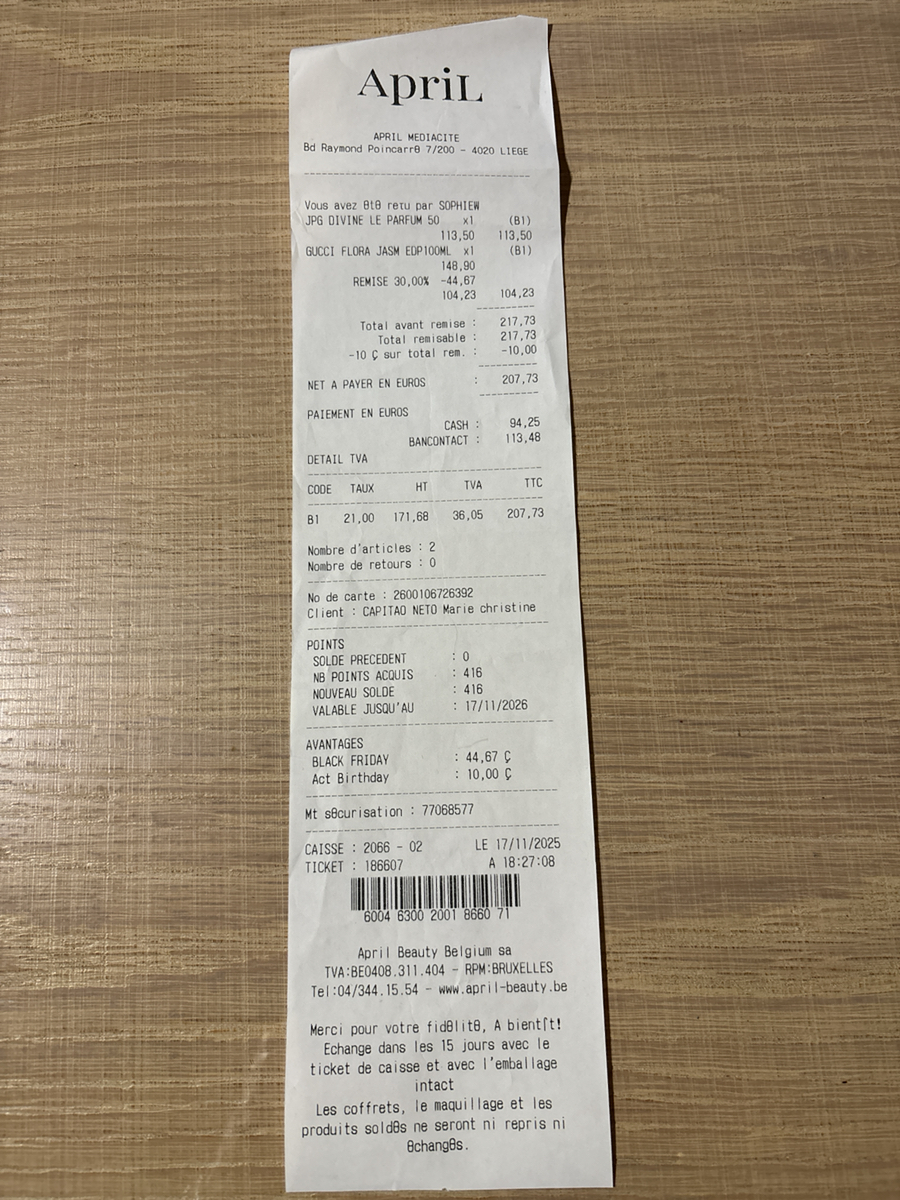 ApriL
APRIL MEDIACITE
Bd Raymond Poincarrθ 7/200 - 4020 LIEGE
Vous avez θtθ reτu par SOPHIEW
JPG DIVINE LE PARFUM 50 x1 (B1)
113,50 113,50
GUCCI FLORA JASM EDP100ML x1 (B1)
148,90
REMISE 30,00% -44,67
104,23 104,23
Total avant remise : 217,73
Total remisable : 217,73
-10 Ç sur total rem. : -10,00
NET A PAYER EN EUROS : 207,73
PAIEMENT EN EUROS
CASH : 94,25
BANCONTACT : 113,48
DETAIL TVA
CODE TAUX HT TVA TTC
B1 21,00 171,68 36,05 207,73
Nombre d'articles : 2
Nombre de retours : 0
No de carte : 2600106726392
Client : CAPITAO NETO Marie christine
POINTS
SOLDE PRECEDENT : 0
NB POINTS ACQUIS : 416
NOUVEAU SOLDE : 416
VALABLE JUSQU'AU : 17/11/2026
AVANTAGES
BLACK FRIDAY : 44,67 Ç
Act Birthday : 10,00 Ç
Mt sθcurisation : 77068577
CAISSE : 2066 - 02 LE 17/11/2025
TICKET : 186607 A 18:27:08
6004 6300 2001 8660 71
April Beauty Belgium sa
TVA:BE0408.311.404 - RPM:BRUXELLES
Tel:04/344.15.54 - www.april-beauty.be
Merci pour votre fidθlitθ, A bient⌠t!
Echange dans les 15 jours avec le
ticket de caisse et avec l'emballage
intact
Les coffrets, le maquillage et les
produits soldθs ne seront ni repris ni
θchangθs.